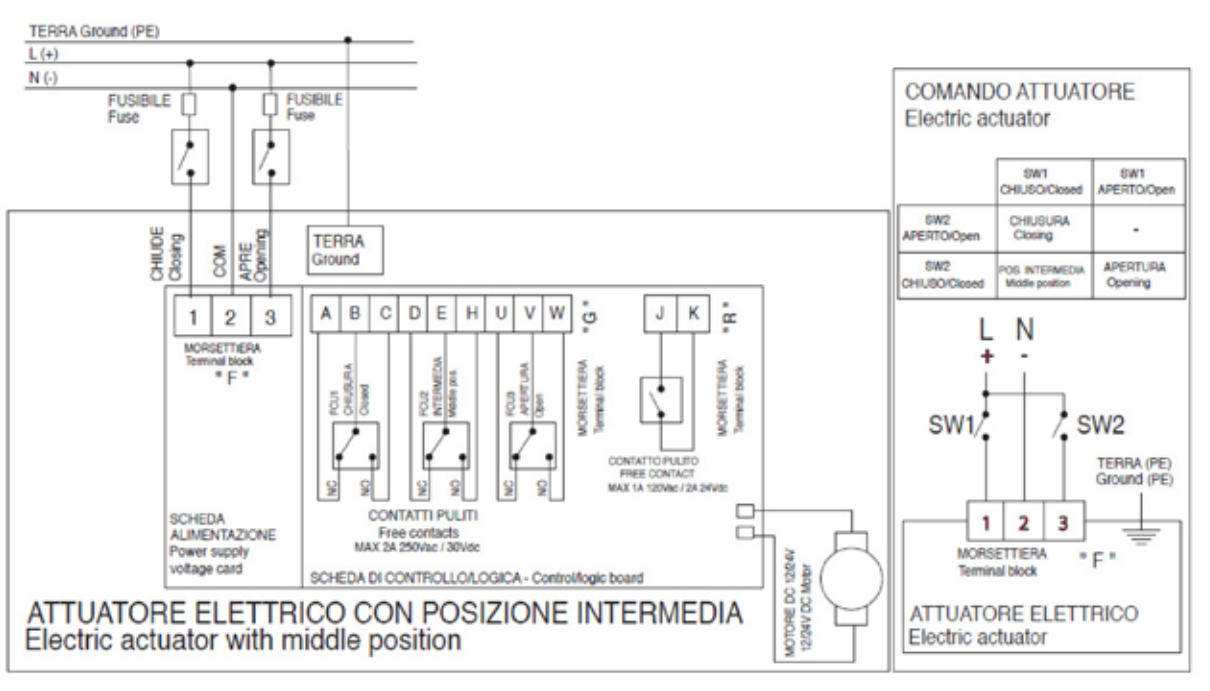 TERRA Ground (PE)
L (+)
N (-)
FUSIBILE
Fuse
FUSIBILE
Fuse
CHIUDE
Closing
COM
APRE
Opening
TERRA
Ground
1 2 3
MORSETTIERA
Terminal block
" F "
A B C D E H U V W
" G "
MORSETTIERA
Terminal block
J K
" R "
MORSETTIERA
Terminal block
FCU1
CHIUSURA
Closed
FCU2
INTERMEDIA
Middle pos.
FCU3
APERTURA
Open
NC
NO
NC
NO
NC
NO
CONTATTI PULITI
Free contacts
MAX 2A 250Vac / 30Vdc
CONTATTO PULITO
FREE CONTACT
MAX 1A 120Vac / 2A 24Vdc
SCHEDA
ALIMENTAZIONE
Power supply
voltage card
SCHEDA DI CONTROLLO/LOGICA - Control/logic board
MOTORE DC 12/24V
12/24V DC Motor
ATTUATORE ELETTRICO CON POSIZIONE INTERMEDIA
Electric actuator with middle position
COMANDO ATTUATORE
Electric actuator
SW1
CHIUSO/Closed
SW1
APERTO/Open
SW2
APERTO/Open
CHIUSURA
Closing
-
SW2
CHIUSO/Closed
POS. INTERMEDIA
Middle position
APERTURA
Opening
L N
+ -
SW1
SW2
TERRA (PE)
Ground (PE)
1 2 3
MORSETTIERA
Terminal block
" F "
ATTUATORE ELETTRICO
Electric actuator